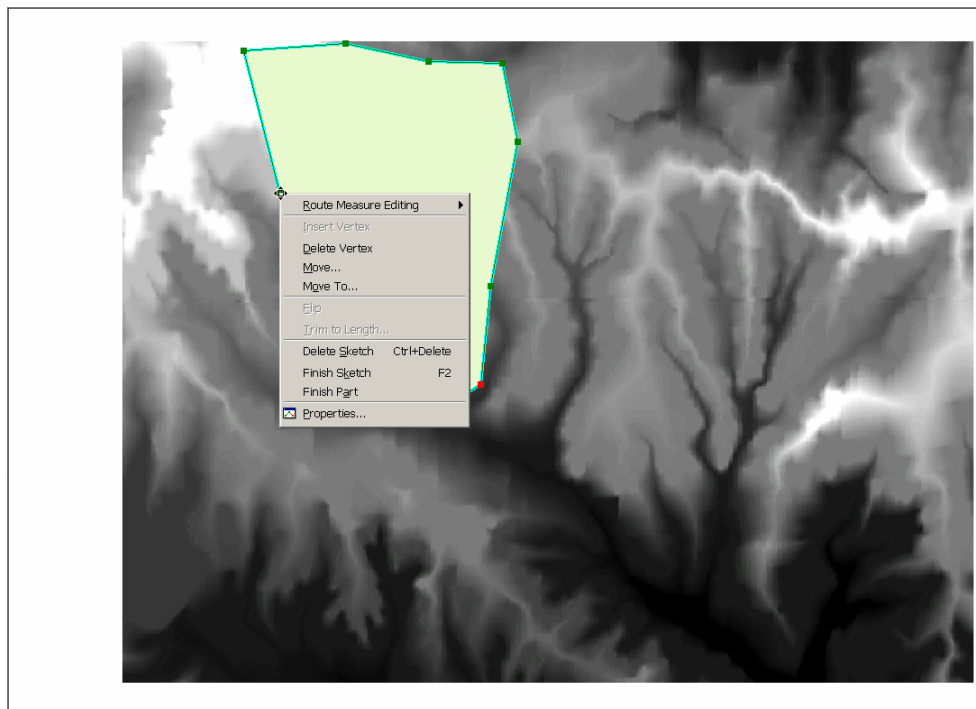 Route Measure Editing
Insert Vertex
Delete Vertex
Move...
Move To...
Flip
Trim to Length...
Delete Sketch Ctrl+Delete
Finish Sketch F2
Finish Part
Properties...